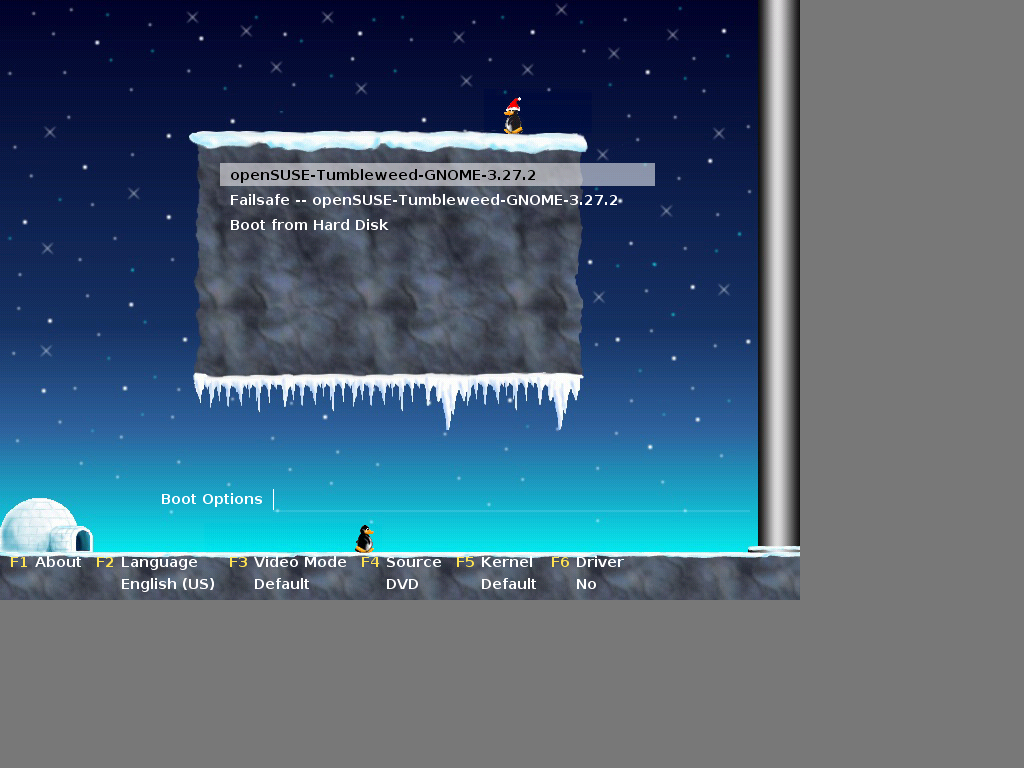 openSUSE-Tumbleweed-GNOME-3.27.2
Failsafe -- openSUSE-Tumbleweed-GNOME-3.27.2
Boot from Hard Disk
Boot Options
F1 About F2 Language F3 Video Mode F4 Source F5 Kernel F6 Driver
English (US) Default DVD Default No